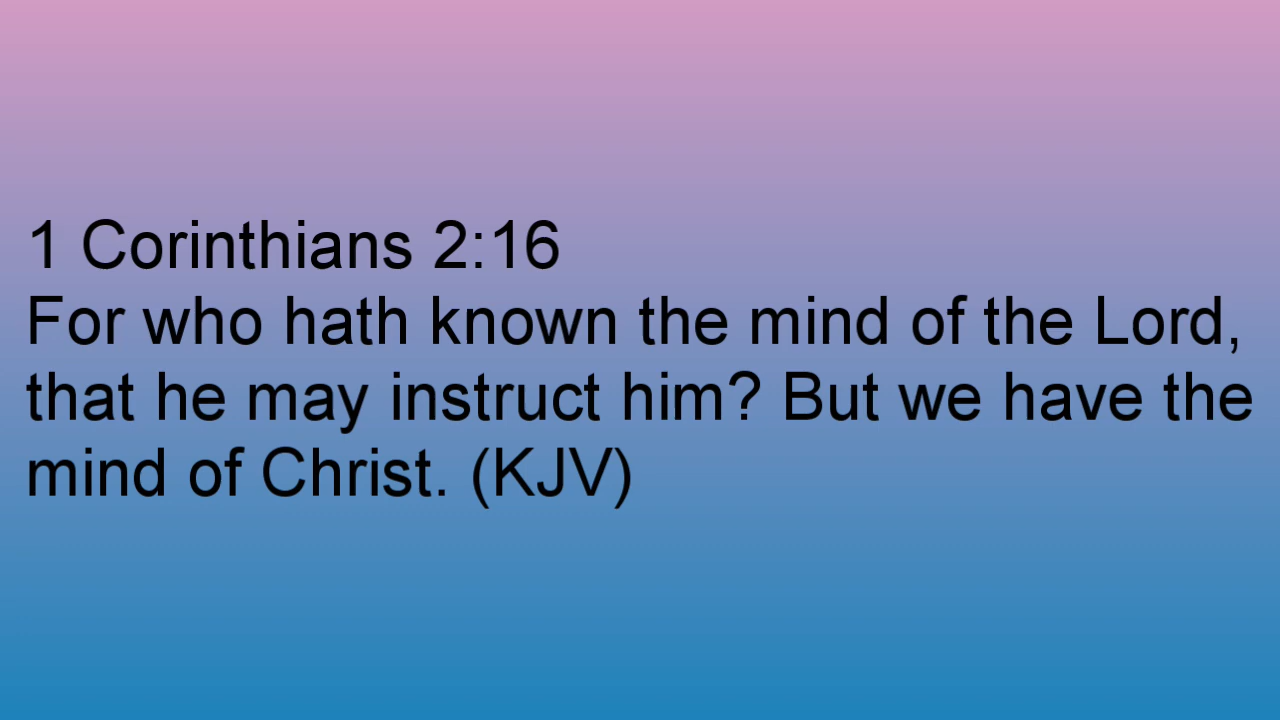 1 Corinthians 2:16
For who hath known the mind of the Lord,
that he may instruct him? But we have the
mind of Christ. (KJV)